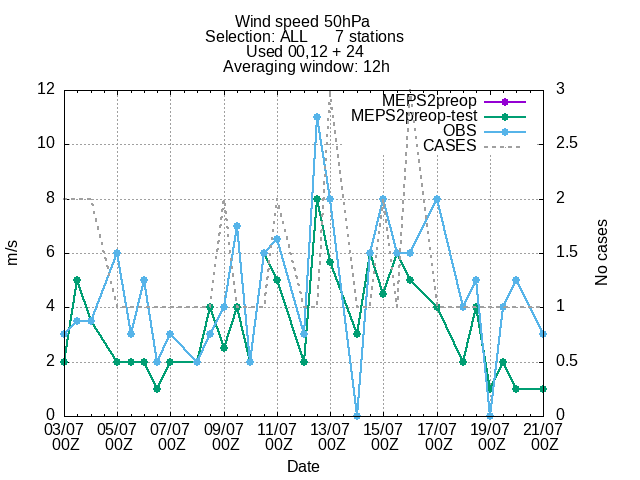 Wind speed 50hPa
Selection: ALL 7 stations
Used 00,12 + 24
Averaging window: 12h
MEPS2preop
MEPS2preop-test
OBS
CASES
m/s
12
10
8
6
4
2
0
No cases
3
2.5
2
1.5
1
0.5
0
03/07 05/07 07/07 09/07 11/07 13/07 15/07 17/07 19/07 21/07
00Z 00Z 00Z 00Z 00Z 00Z 00Z 00Z 00Z 00Z
Date